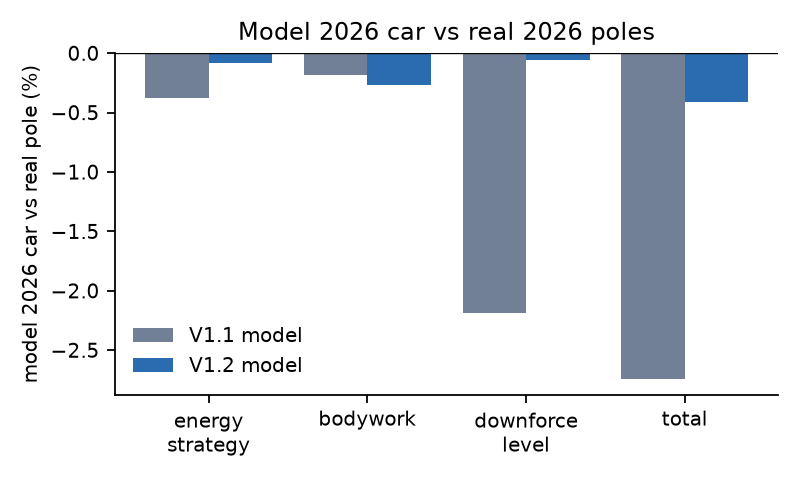 Model 2026 car vs real 2026 poles
model 2026 car vs real pole (%)
0.0
−0.5
−1.0
−1.5
−2.0
−2.5
V1.1 model
V1.2 model
energy
strategy
bodywork
downforce
level
total